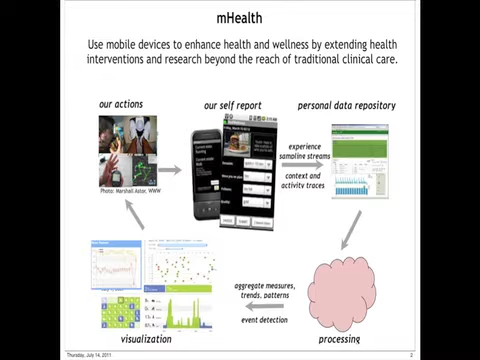 mHealth
Use mobile devices to enhance health and wellness by extending health
interventions and research beyond the reach of traditional clinical care.
our actions
our self report
personal data repository
experience
sampling streams
context and
activity traces
Photo: Marshall Astor, WWW
aggregate measures,
trends, patterns
event detection
visualization
processing
Thursday, July 14, 2011
2